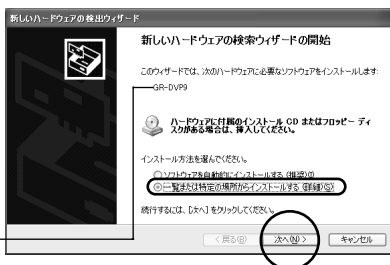 新しいハードウェアの検出ウィザード
新しいハードウェアの検索ウィザードの開始
このウィザードでは、次のハードウェアに必要なソフトウェアをインストールします:
GR-DVP9
ハードウェアに付属のインストール CD またはフロッピー ディ
スクがある場合は、挿入してください。
インストール方法を選んでください。
ソフトウェアを自動的にインストールする (推奨)(I)
一覧または特定の場所からインストールする (詳細)(S)
続行するには、[次へ] をクリックしてください。
< 戻る(B)
次へ(N) >
キャンセル